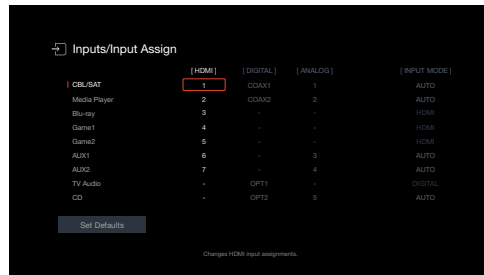 Inputs/Input Assign
[ HDMI ] [ DIGITAL ] [ ANALOG ] [ INPUT MODE ]
CBL/SAT 1 COAX1 1 AUTO
Media Player 2 COAX2 2 AUTO
Blu-ray 3 - - HDMI
Game1 4 - - HDMI
Game2 5 - - HDMI
AUX1 6 - 3 AUTO
AUX2 7 - 4 AUTO
TV Audio - OPT1 - DIGITAL
CD - OPT2 5 AUTO
Set Defaults
Changes HDMI input assignments.